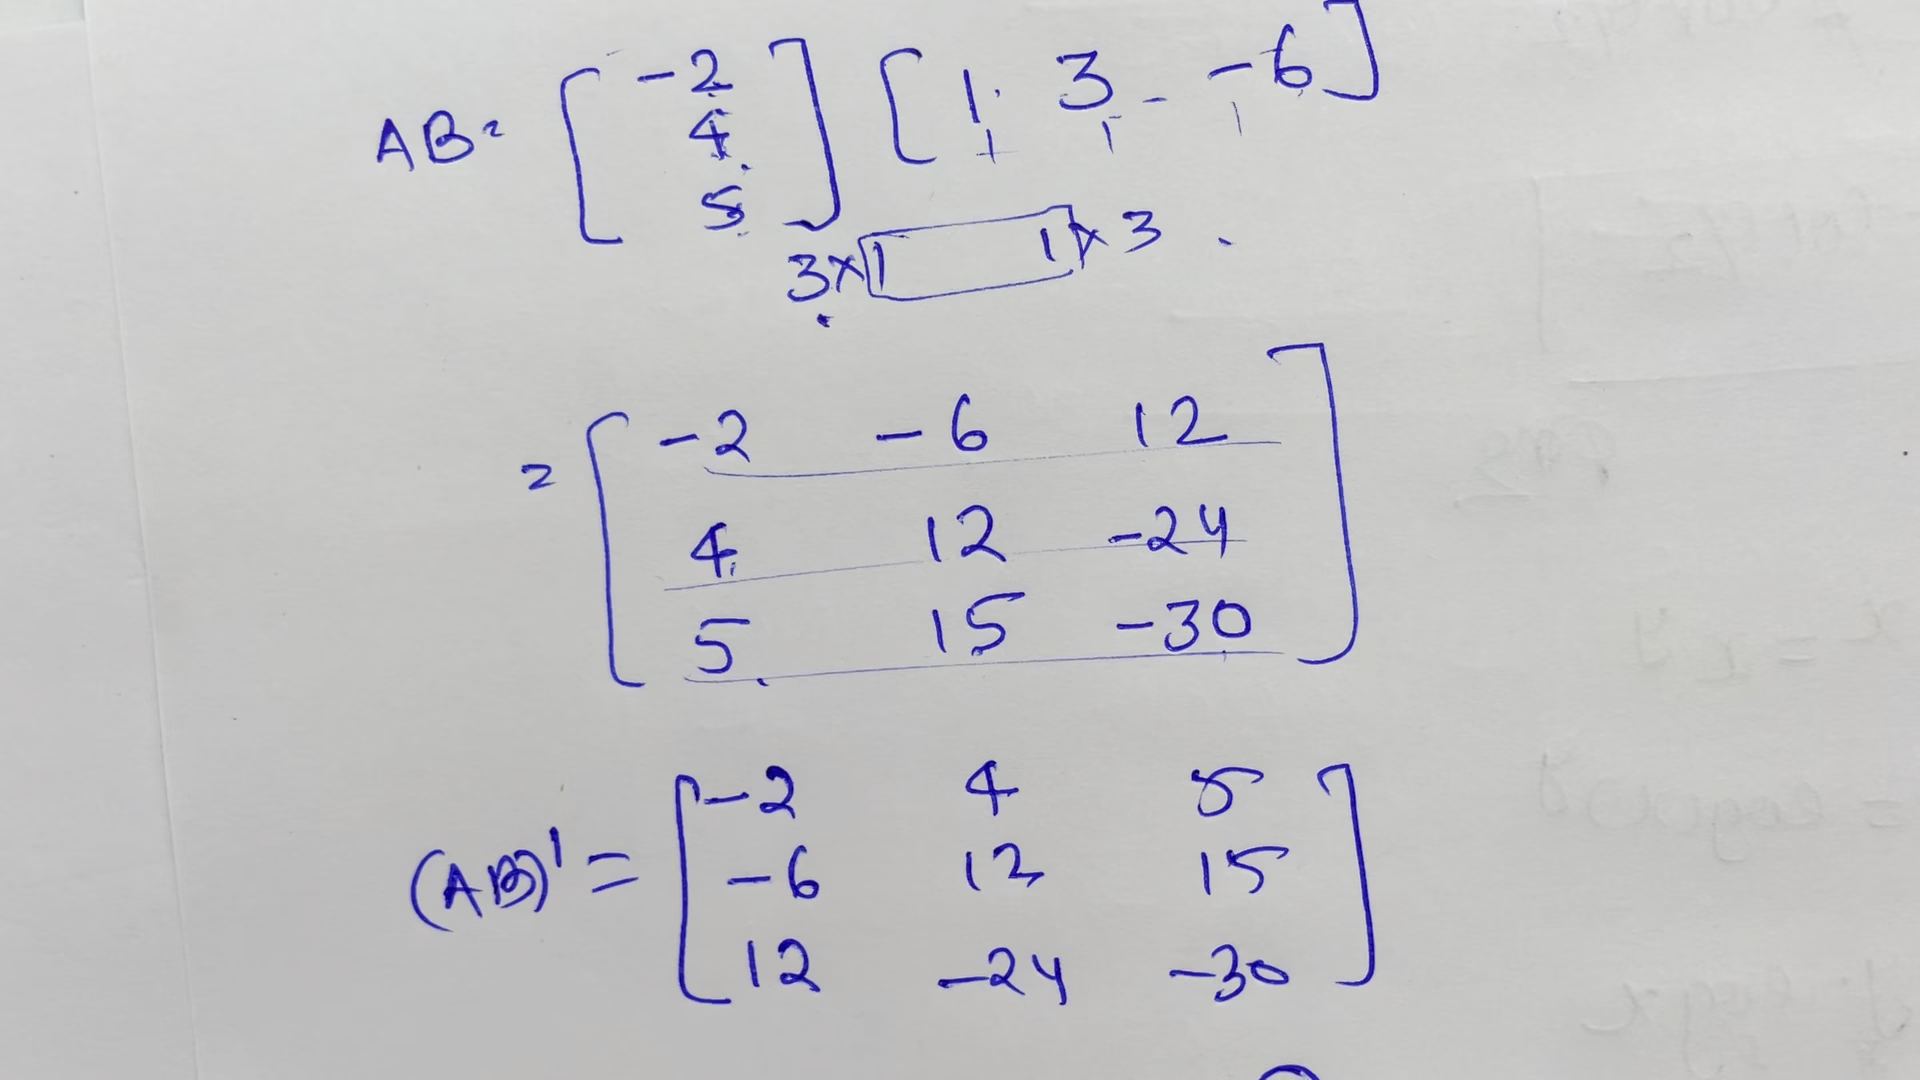 AB = [ -2 ] [ 1 3 -6 ]
4
5
3×1 1×3
= [ -2 -6 12 ]
4 12 -24
5 15 -30
(AB)' = [ -2 4 5 ]
-6 12 15
12 -24 -30